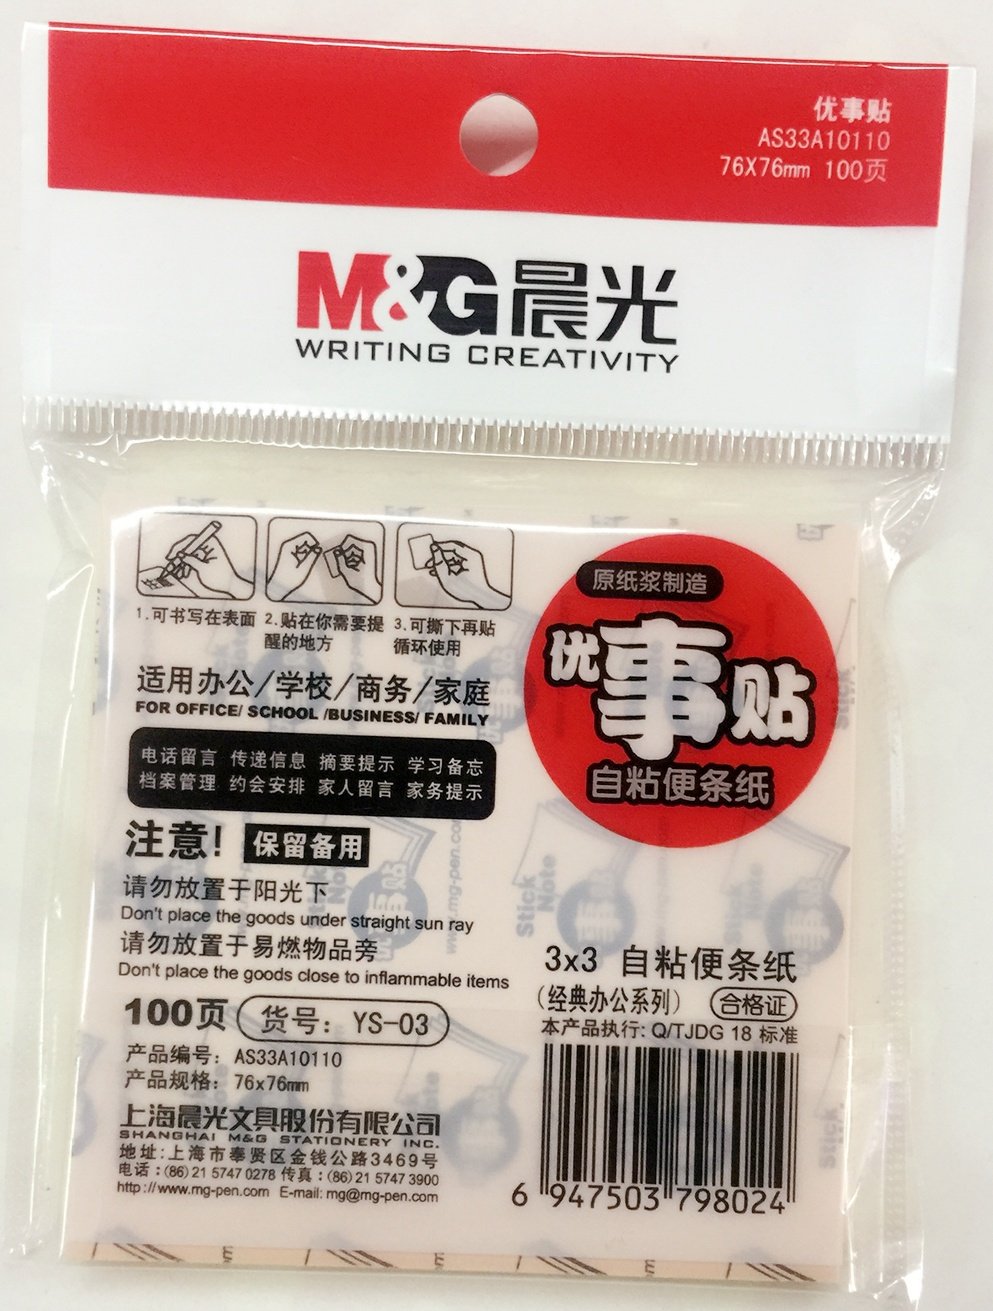 优事贴
AS33A10110
76X76mm 100页
M&G晨光
WRITING CREATIVITY
1.可书写在表面
2.贴在你需要提
醒的地方
3.可撕下再贴
循环使用
适用办公/学校/商务/家庭
FOR OFFICE/ SCHOOL /BUSINESS/ FAMILY
电话留言 传递信息 摘要提示 学习备忘
档案管理 约会安排 家人留言 家务提示
注意! 保留备用
请勿放置于阳光下
Don't place the goods under straight sun ray
请勿放置于易燃物品旁
Don't place the goods close to inflammable items
100页 货号: YS-03
产品编号: AS33A10110
产品规格: 76x76mm
上海晨光文具股份有限公司
SHANGHAI M&G STATIONERY INC.
地址:上海市奉贤区金钱公路3469号
电话:(86)21 5747 0278 传真:(86)21 5747 3900
http://www.mg-pen.com E-mail: mg@mg-pen.com
原纸浆制造
优事贴
自粘便条纸
Stick Note
www.mg-pen.com
3x3 自粘便条纸
(经典办公系列) 合格证
本产品执行: Q/TJDG 18 标准
6 947503 798024